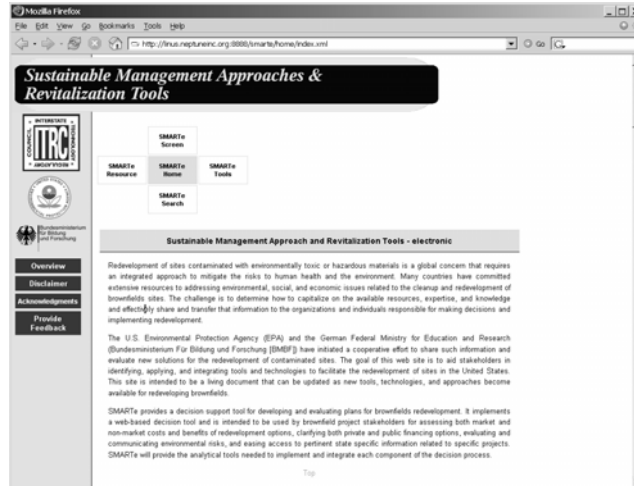 Mozilla Firefox
File Edit View Go Bookmarks Tools Help
http://linus.neptuneinc.org:8888/smarte/home/index.xml
Go
Sustainable Management Approaches &
Revitalization Tools
INTERSTATE
COUNCIL
ITRC
TECHNOLOGY
REGULATORY
SMARTe
Screen
SMARTe
Resource
SMARTe
Home
SMARTe
Tools
SMARTe
Search
Bundesministerium
für Bildung
und Forschung
Overview
Disclaimer
Acknowledgments
Provide
Feedback
Sustainable Management Approach and Revitalization Tools - electronic
Redevelopment of sites contaminated with environmentally toxic or hazardous materials is a global concern that requires
an integrated approach to mitigate the risks to human health and the environment. Many countries have committed
extensive resources to addressing environmental, social, and economic issues related to the cleanup and redevelopment of
brownfields sites. The challenge is to determine how to capitalize on the available resources, expertise, and knowledge
and effectively share and transfer that information to the organizations and individuals responsible for making decisions and
implementing redevelopment.
The U.S. Environmental Protection Agency (EPA) and the German Federal Ministry for Education and Research
(Bundesministerium Für Bildung und Forschung [BMBF]) have initiated a cooperative effort to share such information and
evaluate new solutions for the redevelopment of contaminated sites. The goal of this web site is to aid stakeholders in
identifying, applying, and integrating tools and technologies to facilitate the redevelopment of sites in the United States.
This site is intended to be a living document that can be updated as new tools, technologies, and approaches become
available for redeveloping brownfields.
SMARTe provides a decision support tool for developing and evaluating plans for brownfields redevelopment. It implements
a web-based decision tool and is intended to be used by brownfield project stakeholders for assessing both market and
non-market costs and benefits of redevelopment options, clarifying both private and public financing options, evaluating and
communicating environmental risks, and easing access to pertinent state specific information related to specific projects.
SMARTe will provide the analytical tools needed to implement and integrate each component of the decision process.
Top